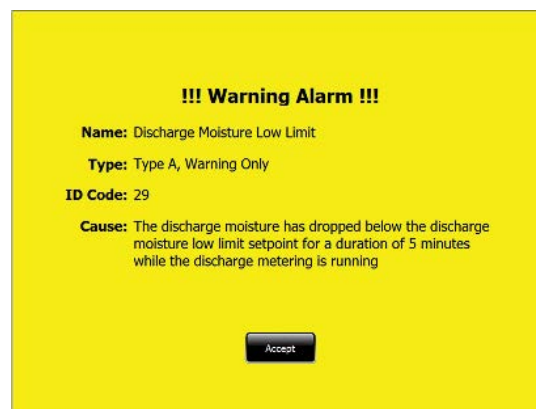 !!! Warning Alarm !!!
Name: Discharge Moisture Low Limit
Type: Type A, Warning Only
ID Code: 29
Cause: The discharge moisture has dropped below the discharge
moisture low limit setpoint for a duration of 5 minutes
while the discharge metering is running
Accept